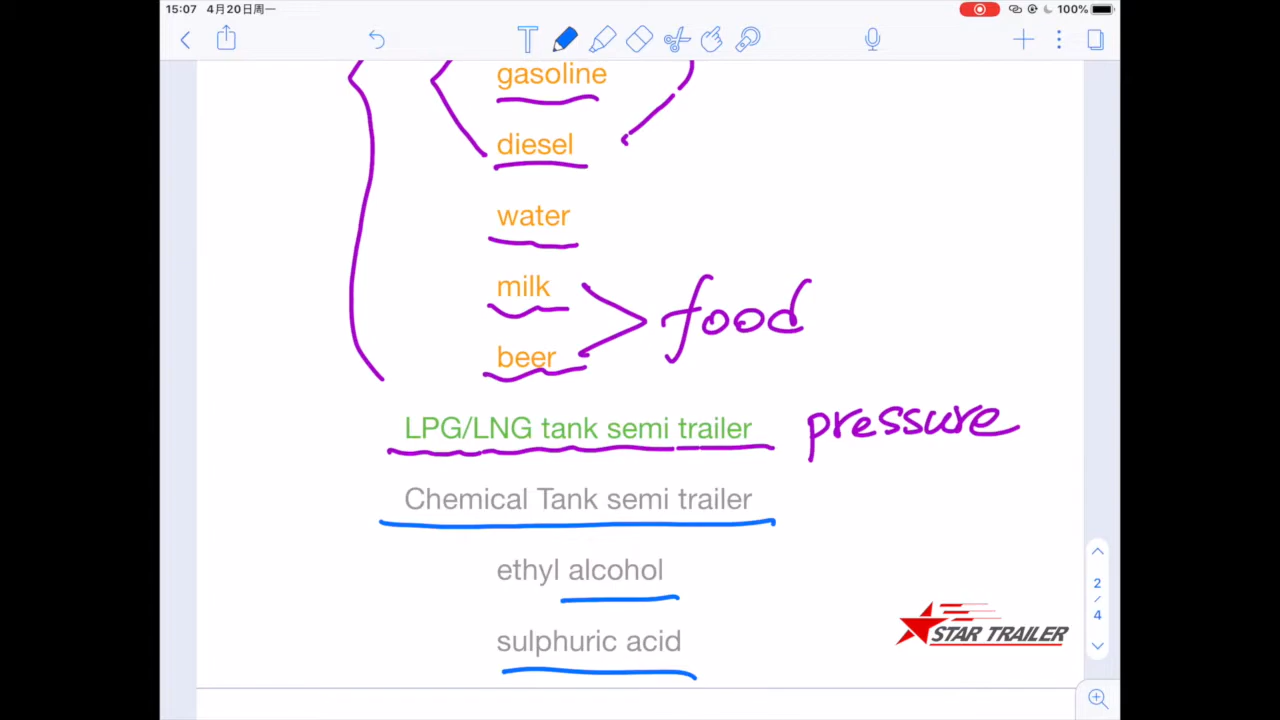 15:07 4月20日周一 100%
gasoline
diesel
water
milk
food
beer
LPG/LNG tank semi trailer pressure
Chemical Tank semi trailer
ethyl alcohol
2
/
4
STAR TRAILER
sulphuric acid